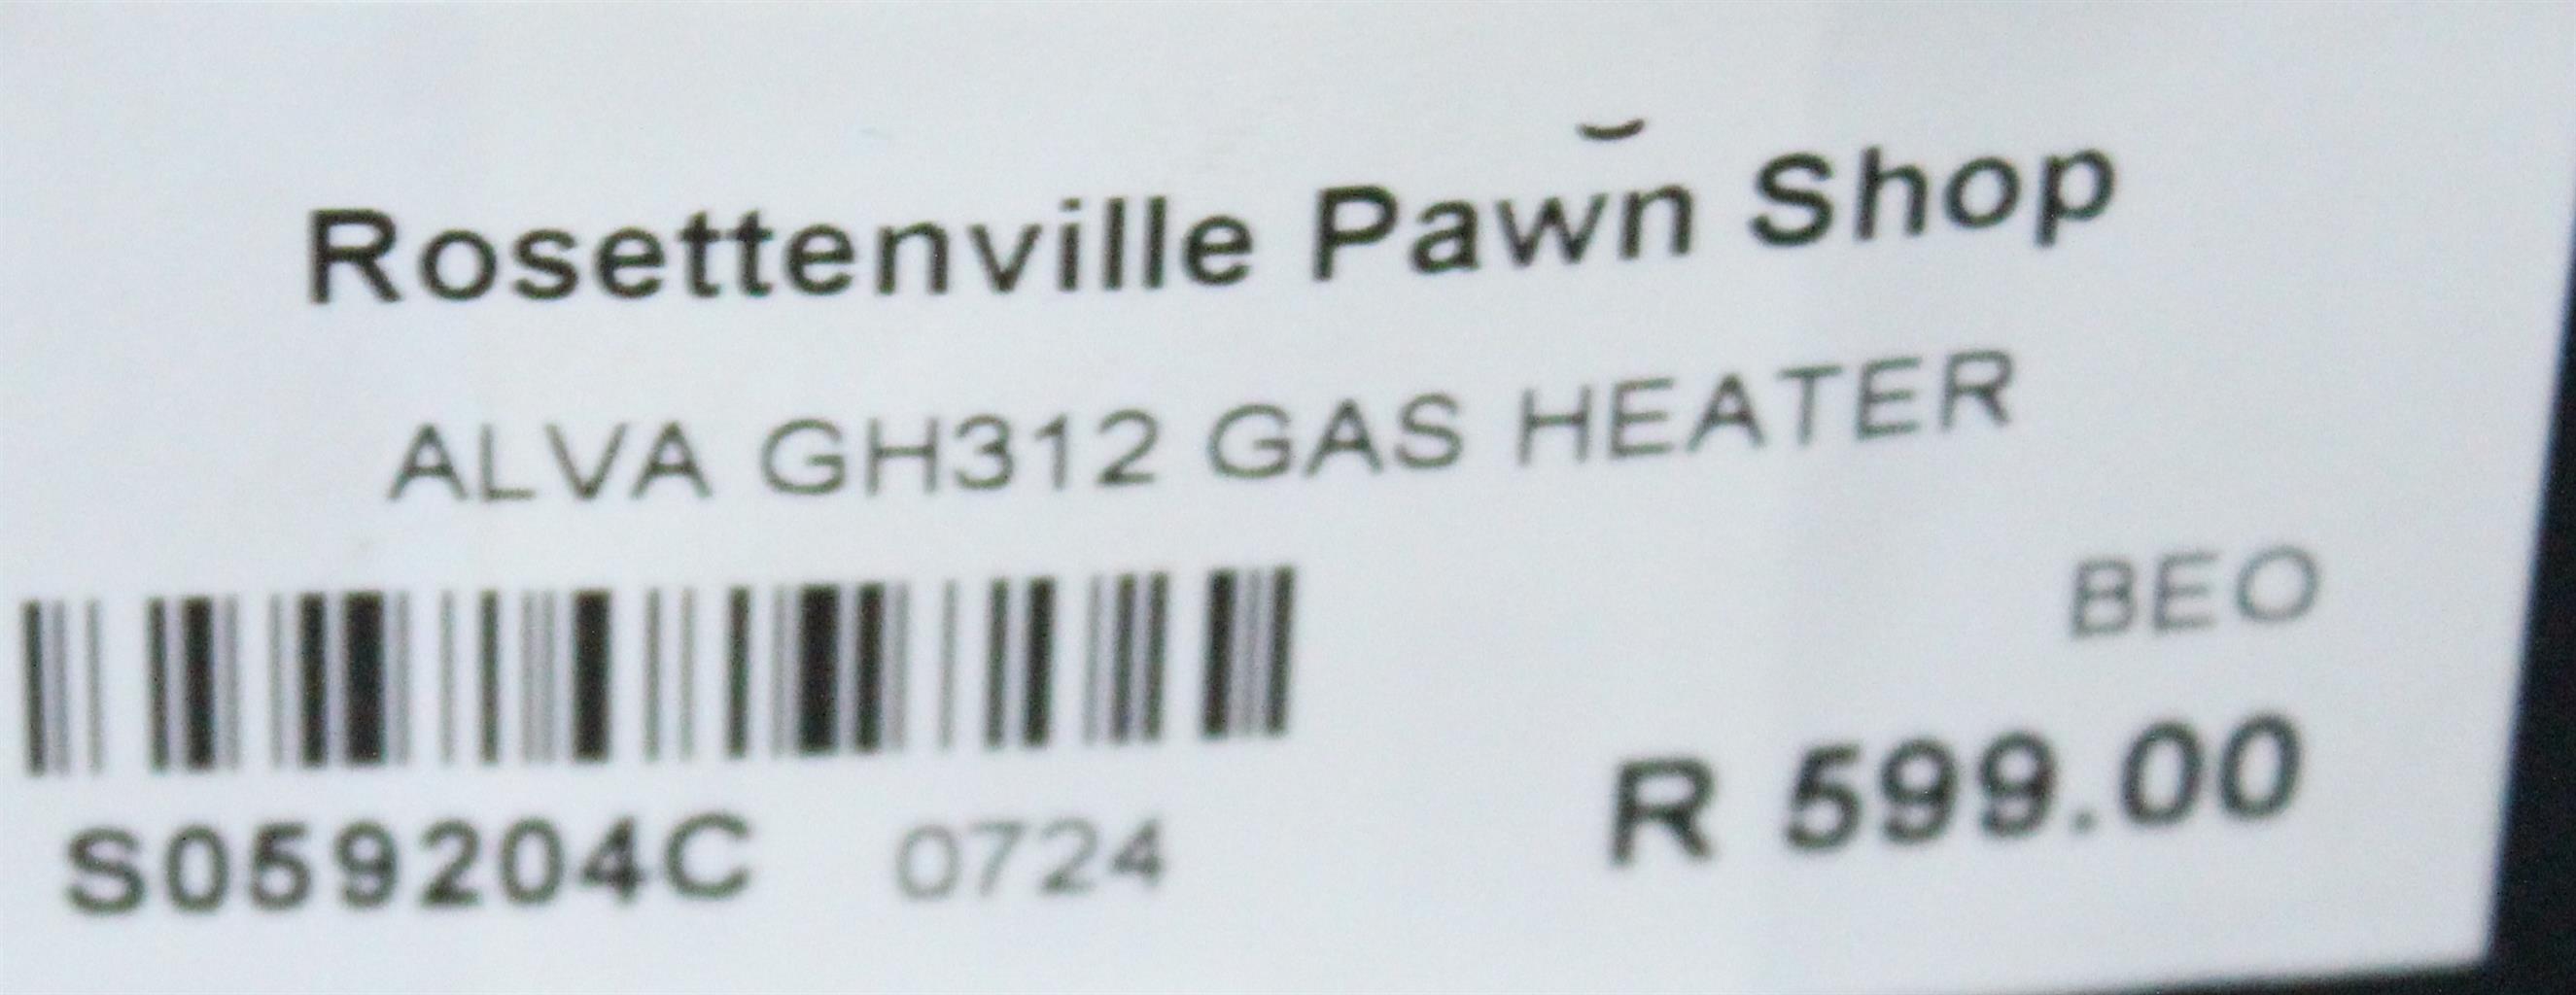 Rosettenville Pawn Shop
ALVA GH312 GAS HEATER
BEO
S059204C 0724 R 599.00